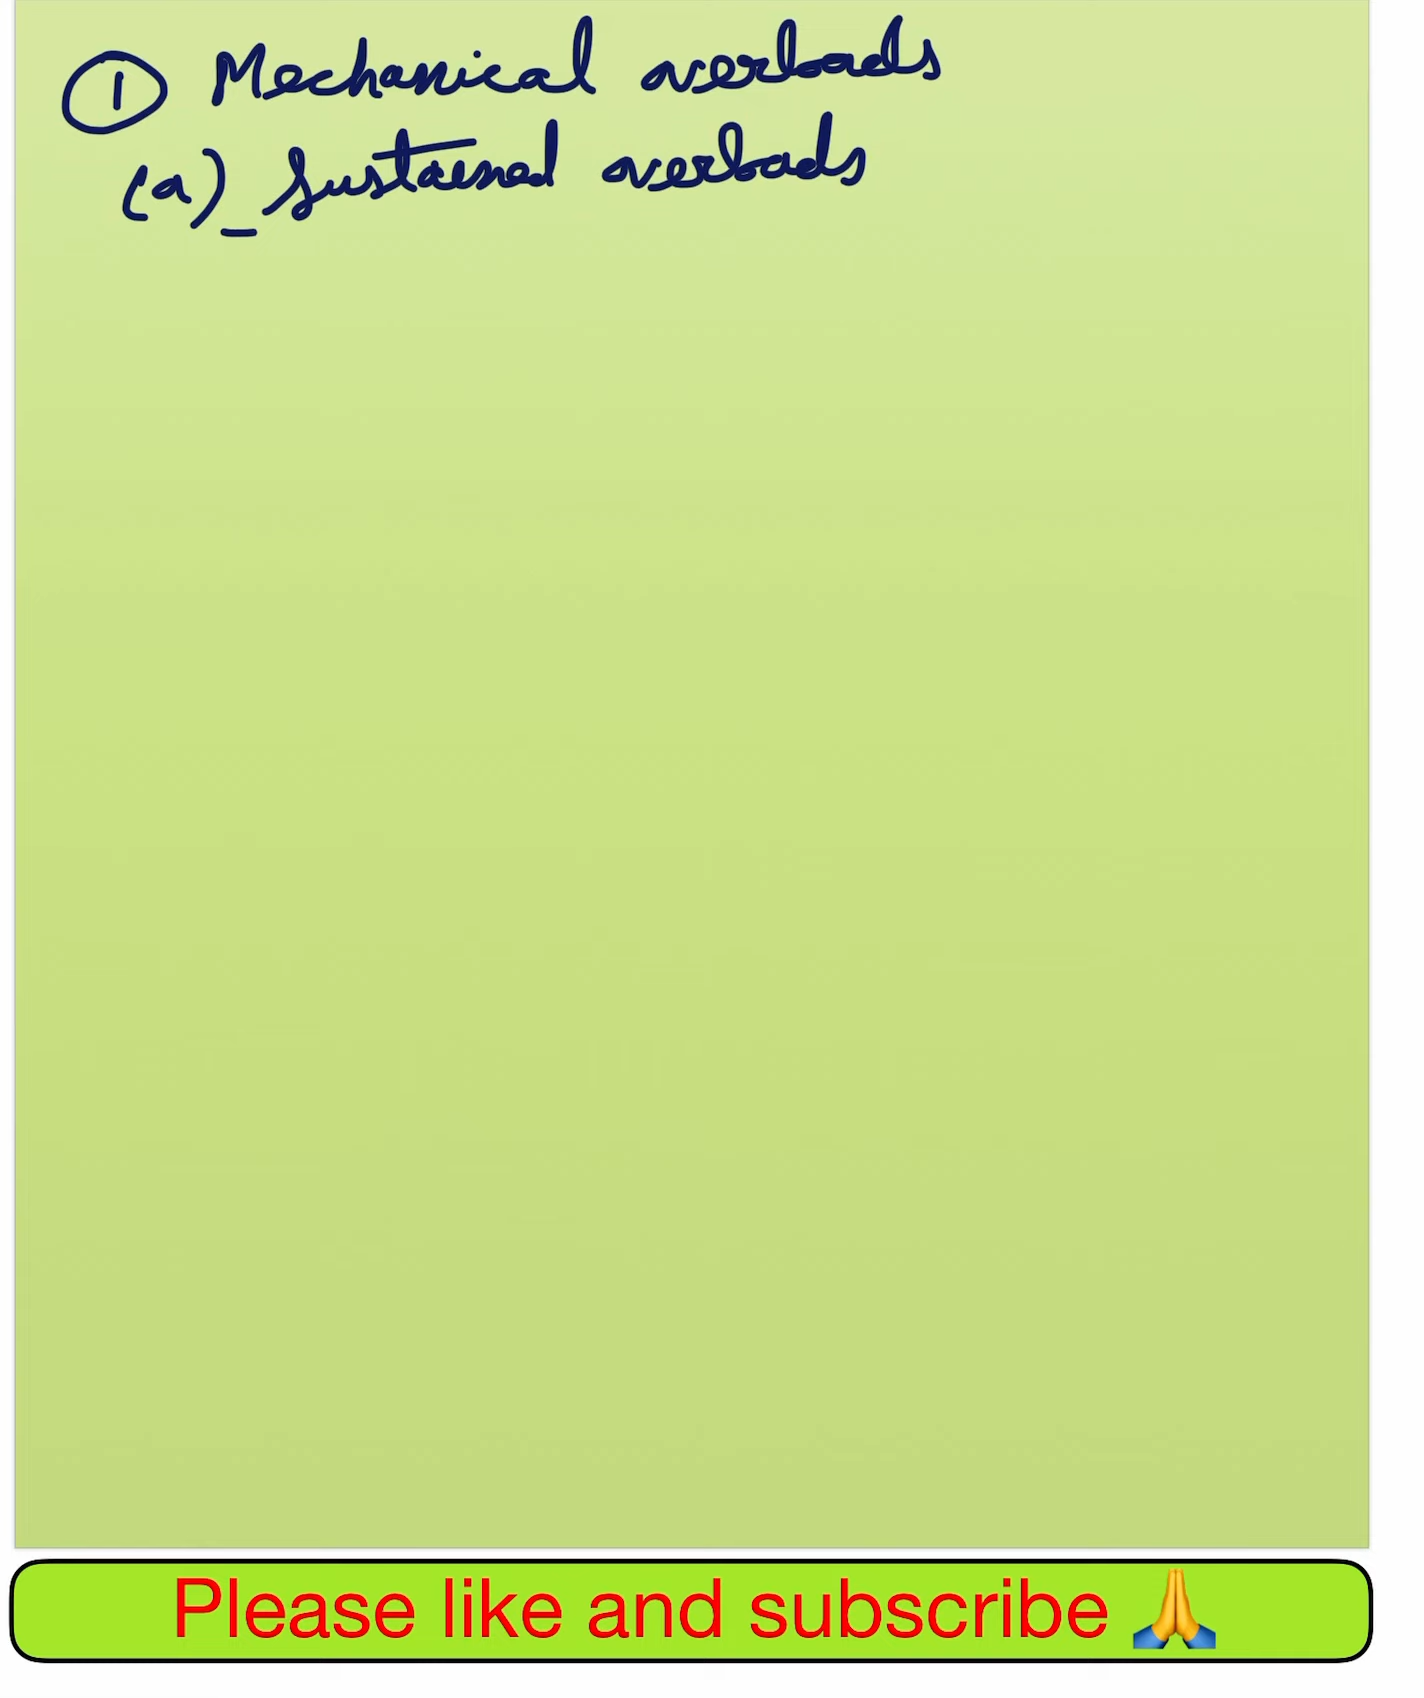 ① Mechanical overloads
(a)_ Sustained overloads
Please like and subscribe 🙏